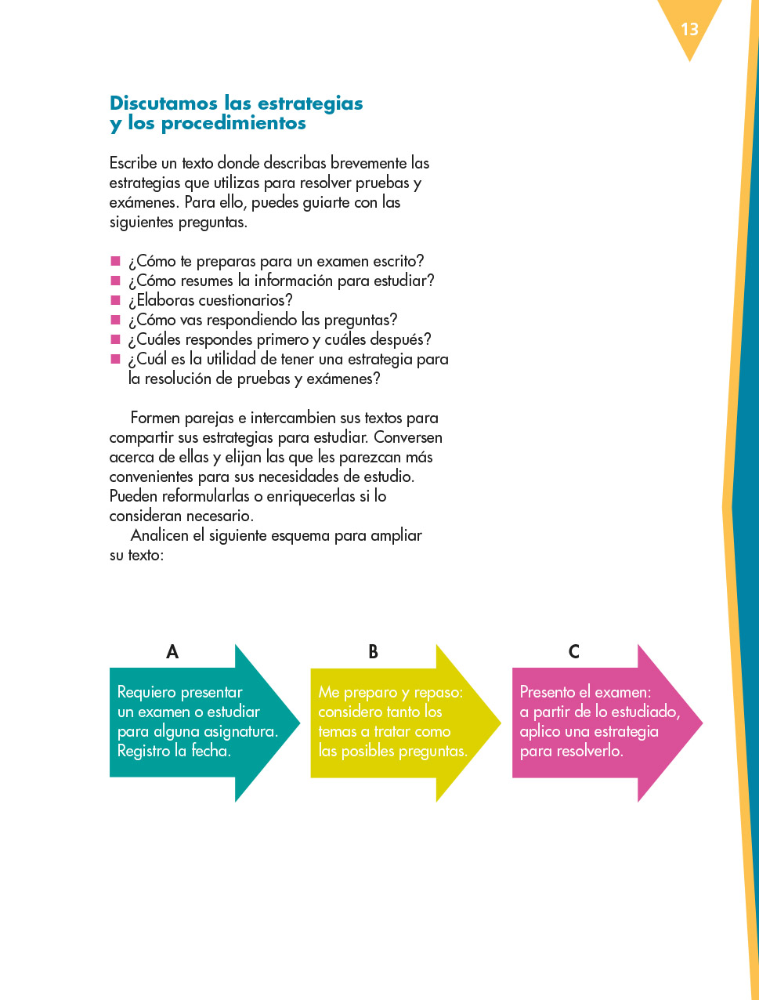 13
Discutamos las estrategias
y los procedimientos
Escribe un texto donde describas brevemente las
estrategias que utilizas para resolver pruebas y
exámenes. Para ello, puedes guiarte con las
siguientes preguntas.
¿Cómo te preparas para un examen escrito?
¿Cómo resumes la información para estudiar?
¿Elaboras cuestionarios?
¿Cómo vas respondiendo las preguntas?
¿Cuáles respondes primero y cuáles después?
¿Cuál es la utilidad de tener una estrategia para
la resolución de pruebas y exámenes?
Formen parejas e intercambien sus textos para
compartir sus estrategias para estudiar. Conversen
acerca de ellas y elijan las que les parezcan más
convenientes para sus necesidades de estudio.
Pueden reformularlas o enriquecerlas si lo
consideran necesario.
Analicen el siguiente esquema para ampliar
su texto:
A
Requiero presentar
un examen o estudiar
para alguna asignatura.
Registro la fecha.
B
Me preparo y repaso:
considero tanto los
temas a tratar como
las posibles preguntas.
C
Presento el examen:
a partir de lo estudiado,
aplico una estrategia
para resolverlo.